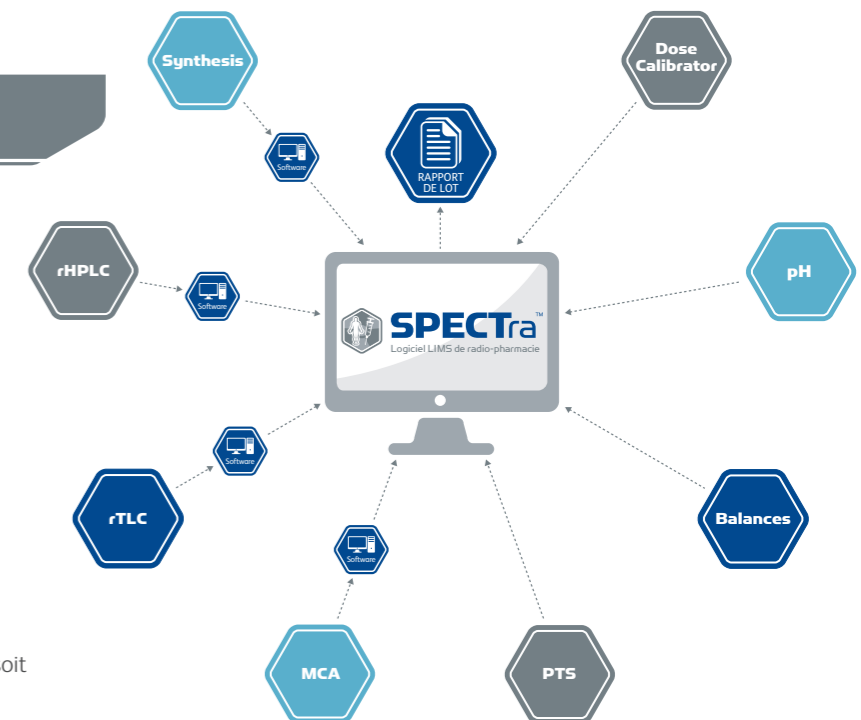 Synthesis
Dose
Calibrator
Software
RAPPORT
DE LOT
rHPLC
Software
pH
SPECTra™
Logiciel LIMS de radio-pharmacie
Software
rTLC
Balances
Software
MCA
PTS
soit